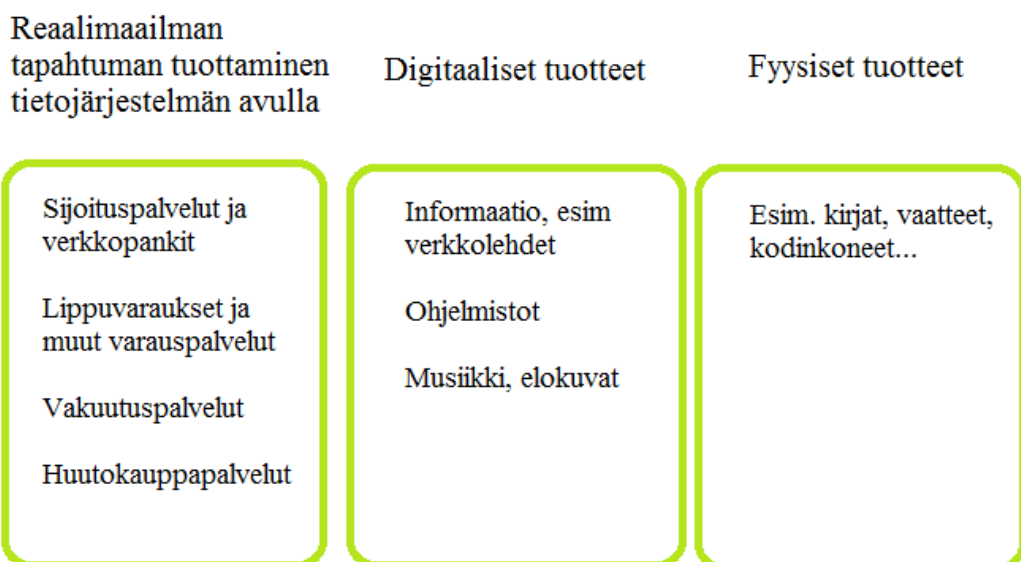 Reaalimaailman
tapahtuman tuottaminen
tietojärjestelmän avulla
Sijoituspalvelut ja
verkkopankit
Lippuvaraukset ja
muut varauspalvelut
Vakuutuspalvelut
Huutokauppapalvelut
Digitaaliset tuotteet
Informaatio, esim
verkkolehdet
Ohjelmistot
Musiikki, elokuvat
Fyysiset tuotteet
Esim. kirjat, vaatteet,
kodinkoneet...